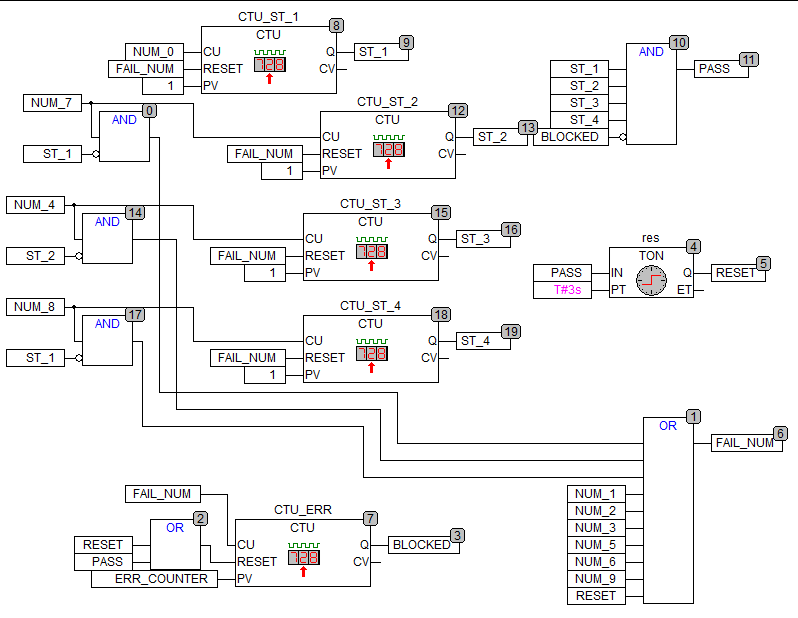 CTU_ST_1
8
CTU
NUM_0 CU Q ST_1 9
FAIL_NUM RESET CV
1 PV
728
10
AND
ST_1 PASS 11
ST_2
ST_3
ST_4
BLOCKED
NUM_7
0
AND
ST_1
CTU_ST_2
12
CTU
CU Q ST_2 13
FAIL_NUM RESET CV
1 PV
728
NUM_4
14
AND
ST_2
CTU_ST_3
15
CTU
CU Q ST_3 16
FAIL_NUM RESET CV
1 PV
728
res
4
TON
PASS IN Q RESET 5
T#3s PT ET
NUM_8
17
AND
ST_1
CTU_ST_4
18
CTU
CU Q ST_4 19
FAIL_NUM RESET CV
1 PV
728
1
OR
FAIL_NUM 6
NUM_1
NUM_2
NUM_3
NUM_5
NUM_6
NUM_9
RESET
FAIL_NUM
2
OR
RESET
PASS
ERR_COUNTER
CTU_ERR
7
CTU
CU Q BLOCKED 3
RESET CV
PV
728